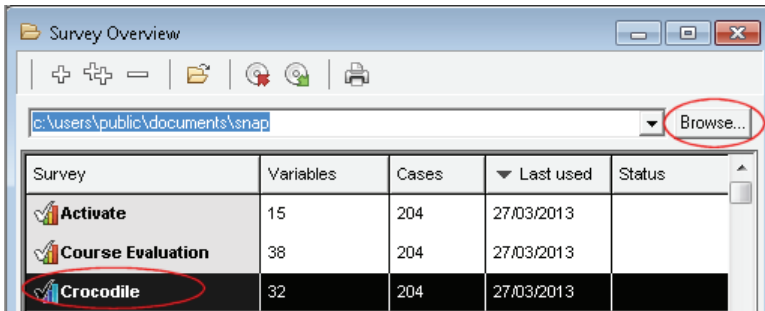 Survey Overview
c:\users\public\documents\snap
Browse...
Survey Variables Cases Last used Status
Activate 15 204 27/03/2013
Course Evaluation 38 204 27/03/2013
Crocodile 32 204 27/03/2013